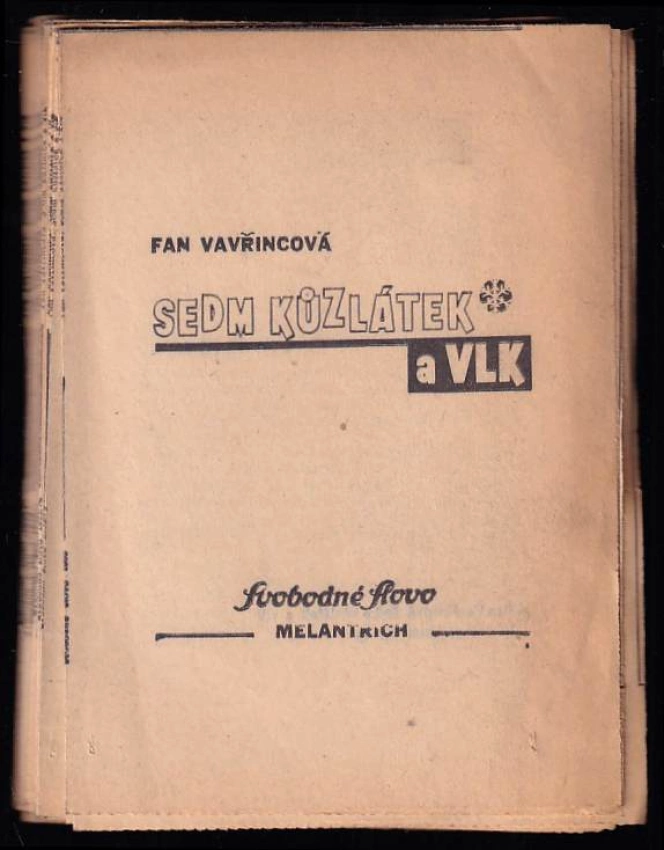 FAN VAVŘINCOVÁ
SEDM KŮZLÁTEK
a VLK
Svobodné slovo
MELANTRICH